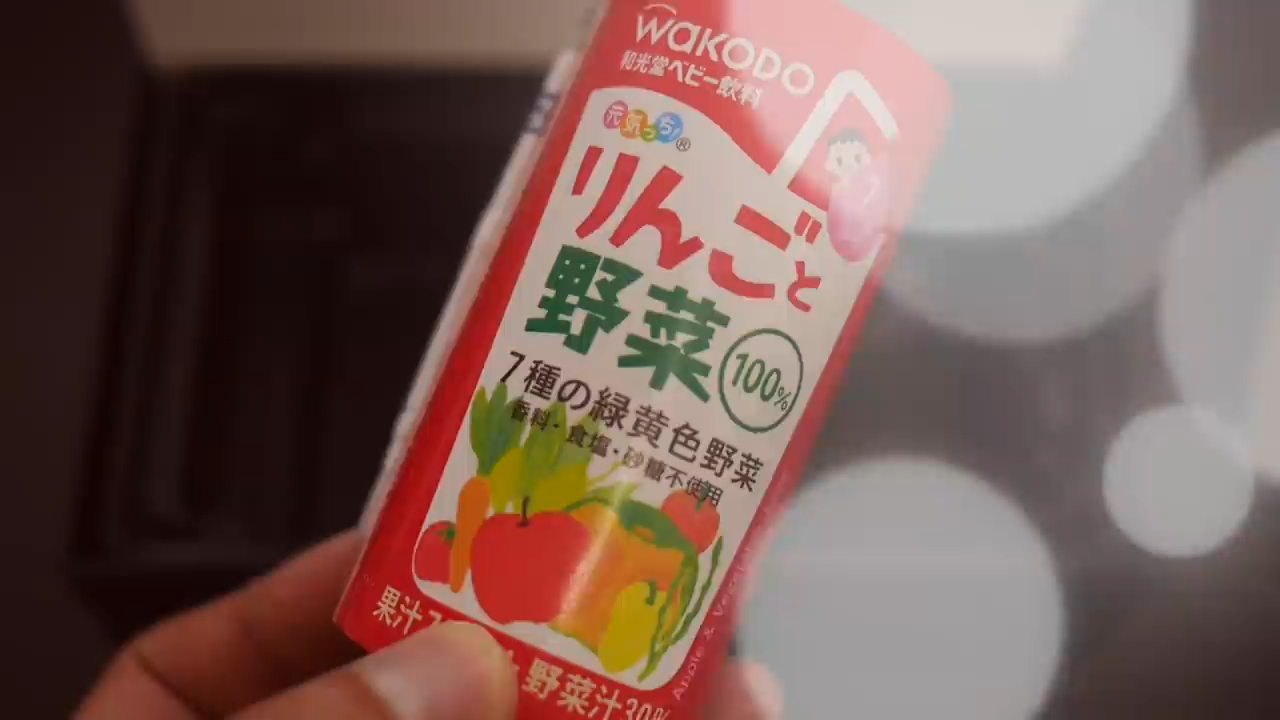 wakodo
和光堂ベビー飲料
元気っち!®
りんごと
野菜
100%
7種の緑黄色野菜
香料・食塩・砂糖不使用
果汁
野菜汁30%
Apple &